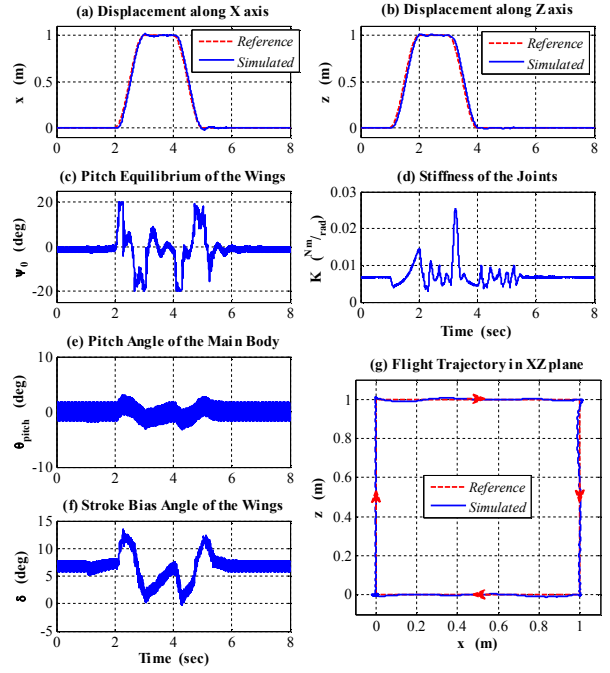 (a) Displacement along X axis
1
0.5
0
x (m)
Reference
Simulated
0 2 4 6 8
(b) Displacement along Z axis
1
0.5
0
z (m)
Reference
Simulated
0 2 4 6 8
(c) Pitch Equilibrium of the Wings
20
0
-20
Ψ0 (deg)
0 2 4 6 8
(d) Stiffness of the Joints
0.03
0.02
0.01
0
K (Nm/rad)
0 2 4 6 8
Time (sec)
(e) Pitch Angle of the Main Body
10
0
-10
θpitch (deg)
0 2 4 6 8
(f) Stroke Bias Angle of the Wings
15
10
5
0
-5
δ (deg)
0 2 4 6 8
Time (sec)
(g) Flight Trajectory in XZ plane
1
0.8
0.6
0.4
0.2
0
z (m)
Reference
Simulated
0 0.2 0.4 0.6 0.8 1
x (m)